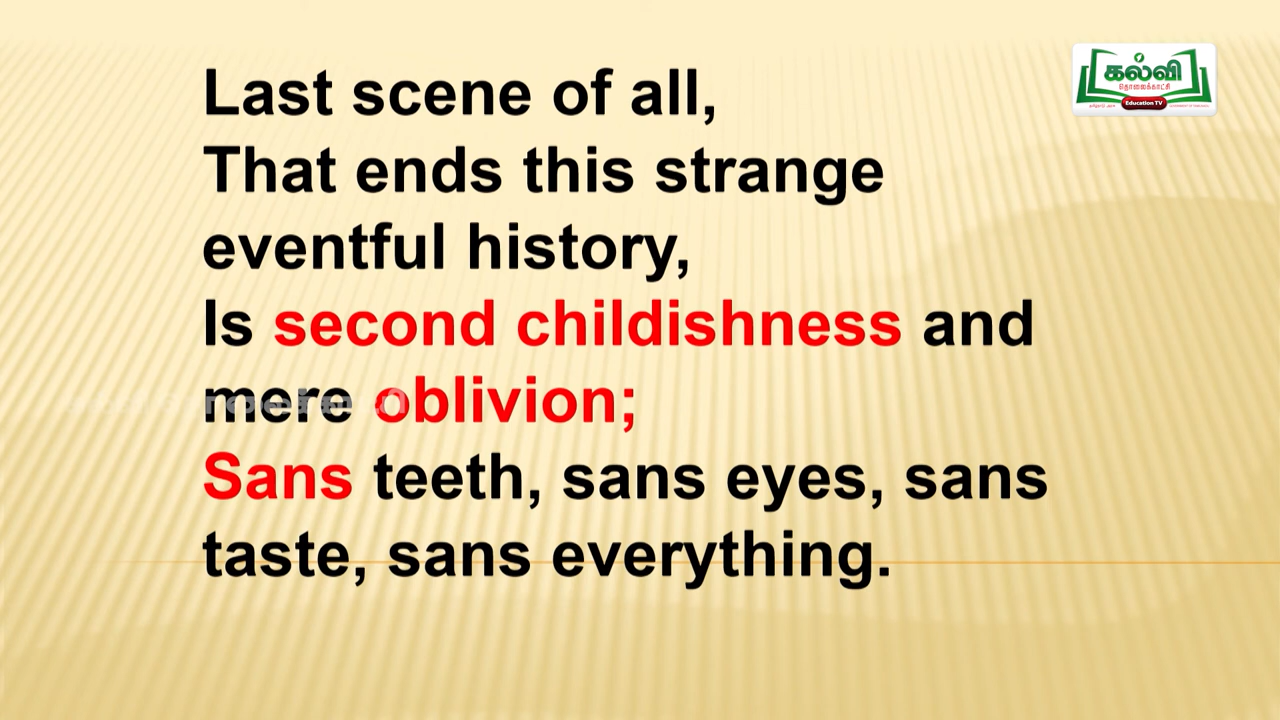 கல்வி
தொலைக்காட்சி
Education TV
Last scene of all,
That ends this strange
eventful history,
Is second childishness and
mere oblivion;
Sans teeth, sans eyes, sans
taste, sans everything.